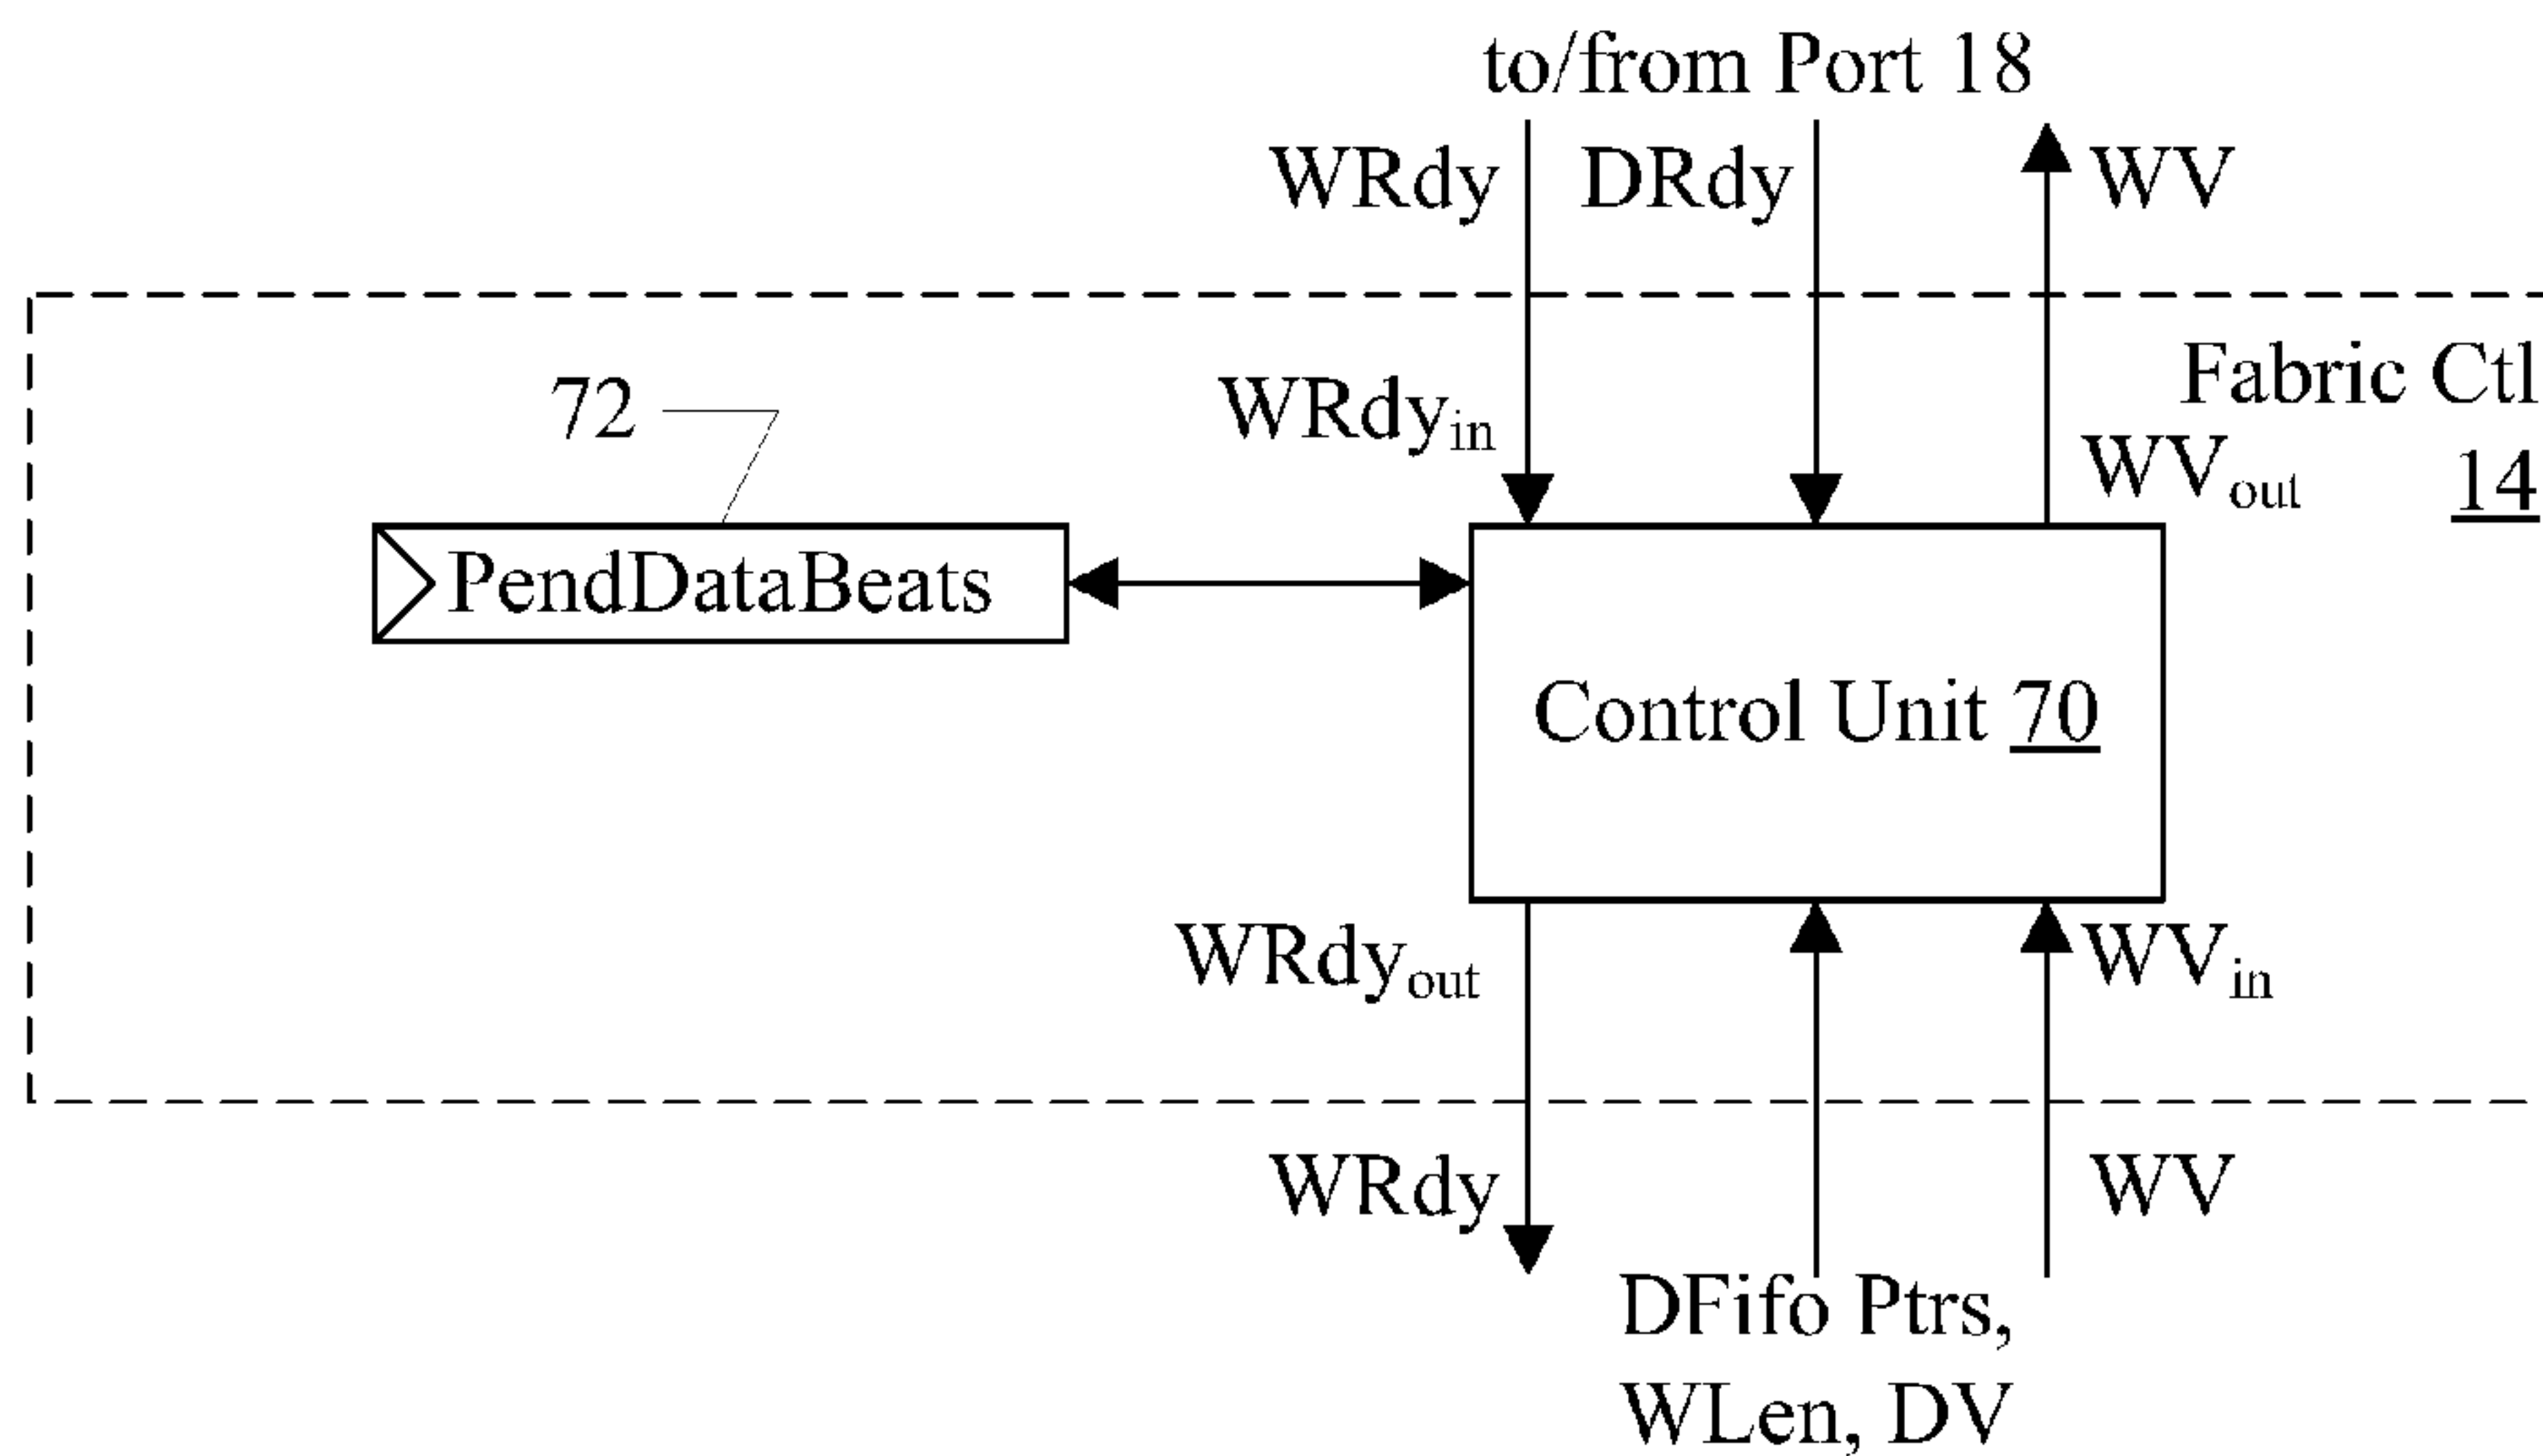 to/from Port 18
WRdy DRdy WV
Fabric Ctl
14
72
WRdyin
WVout
PendDataBeats
Control Unit 70
WRdyout
WVin
WRdy
WV
DFifo Ptrs,
WLen, DV